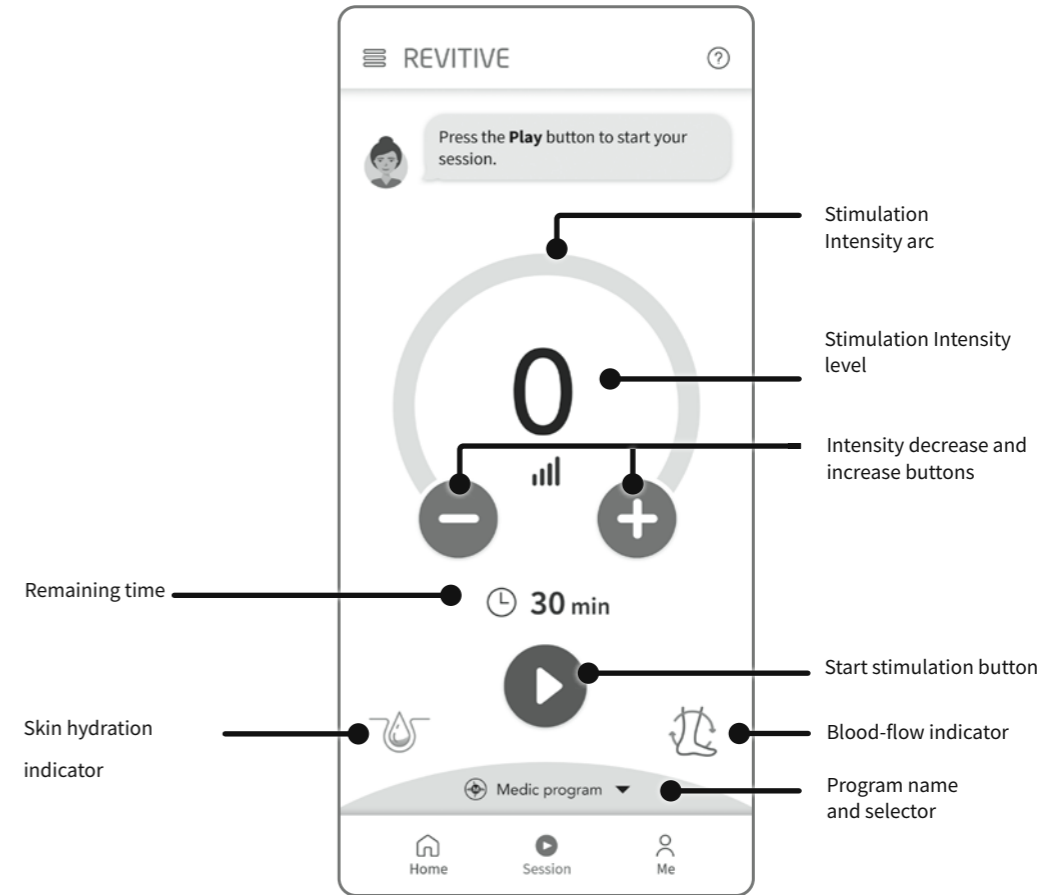 REVITIVE
?
Press the Play button to start your
session.
Stimulation
Intensity arc
0
Stimulation Intensity
level
Intensity decrease and
increase buttons
Remaining time
30 min
Start stimulation button
Skin hydration
indicator
Blood-flow indicator
Medic program
Program name
and selector
Home
Session
Me